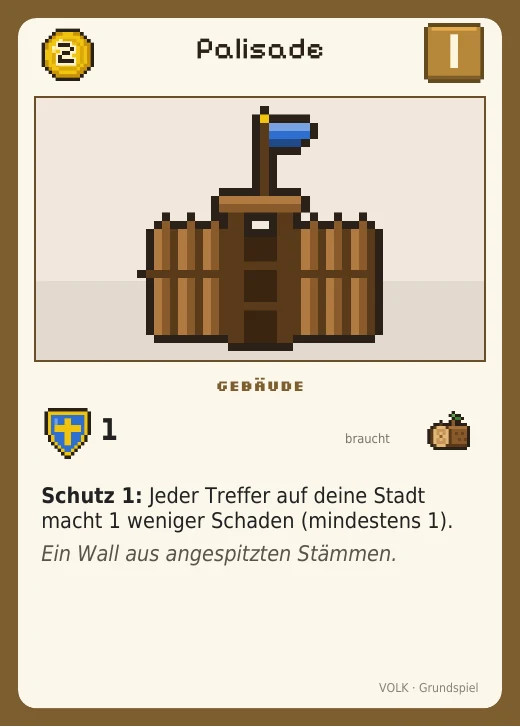 2
Palisade
I
GEBÄUDE
1
braucht
Schutz 1: Jeder Treffer auf deine Stadt
macht 1 weniger Schaden (mindestens 1).
Ein Wall aus angespitzten Stämmen.
VOLK · Grundspiel